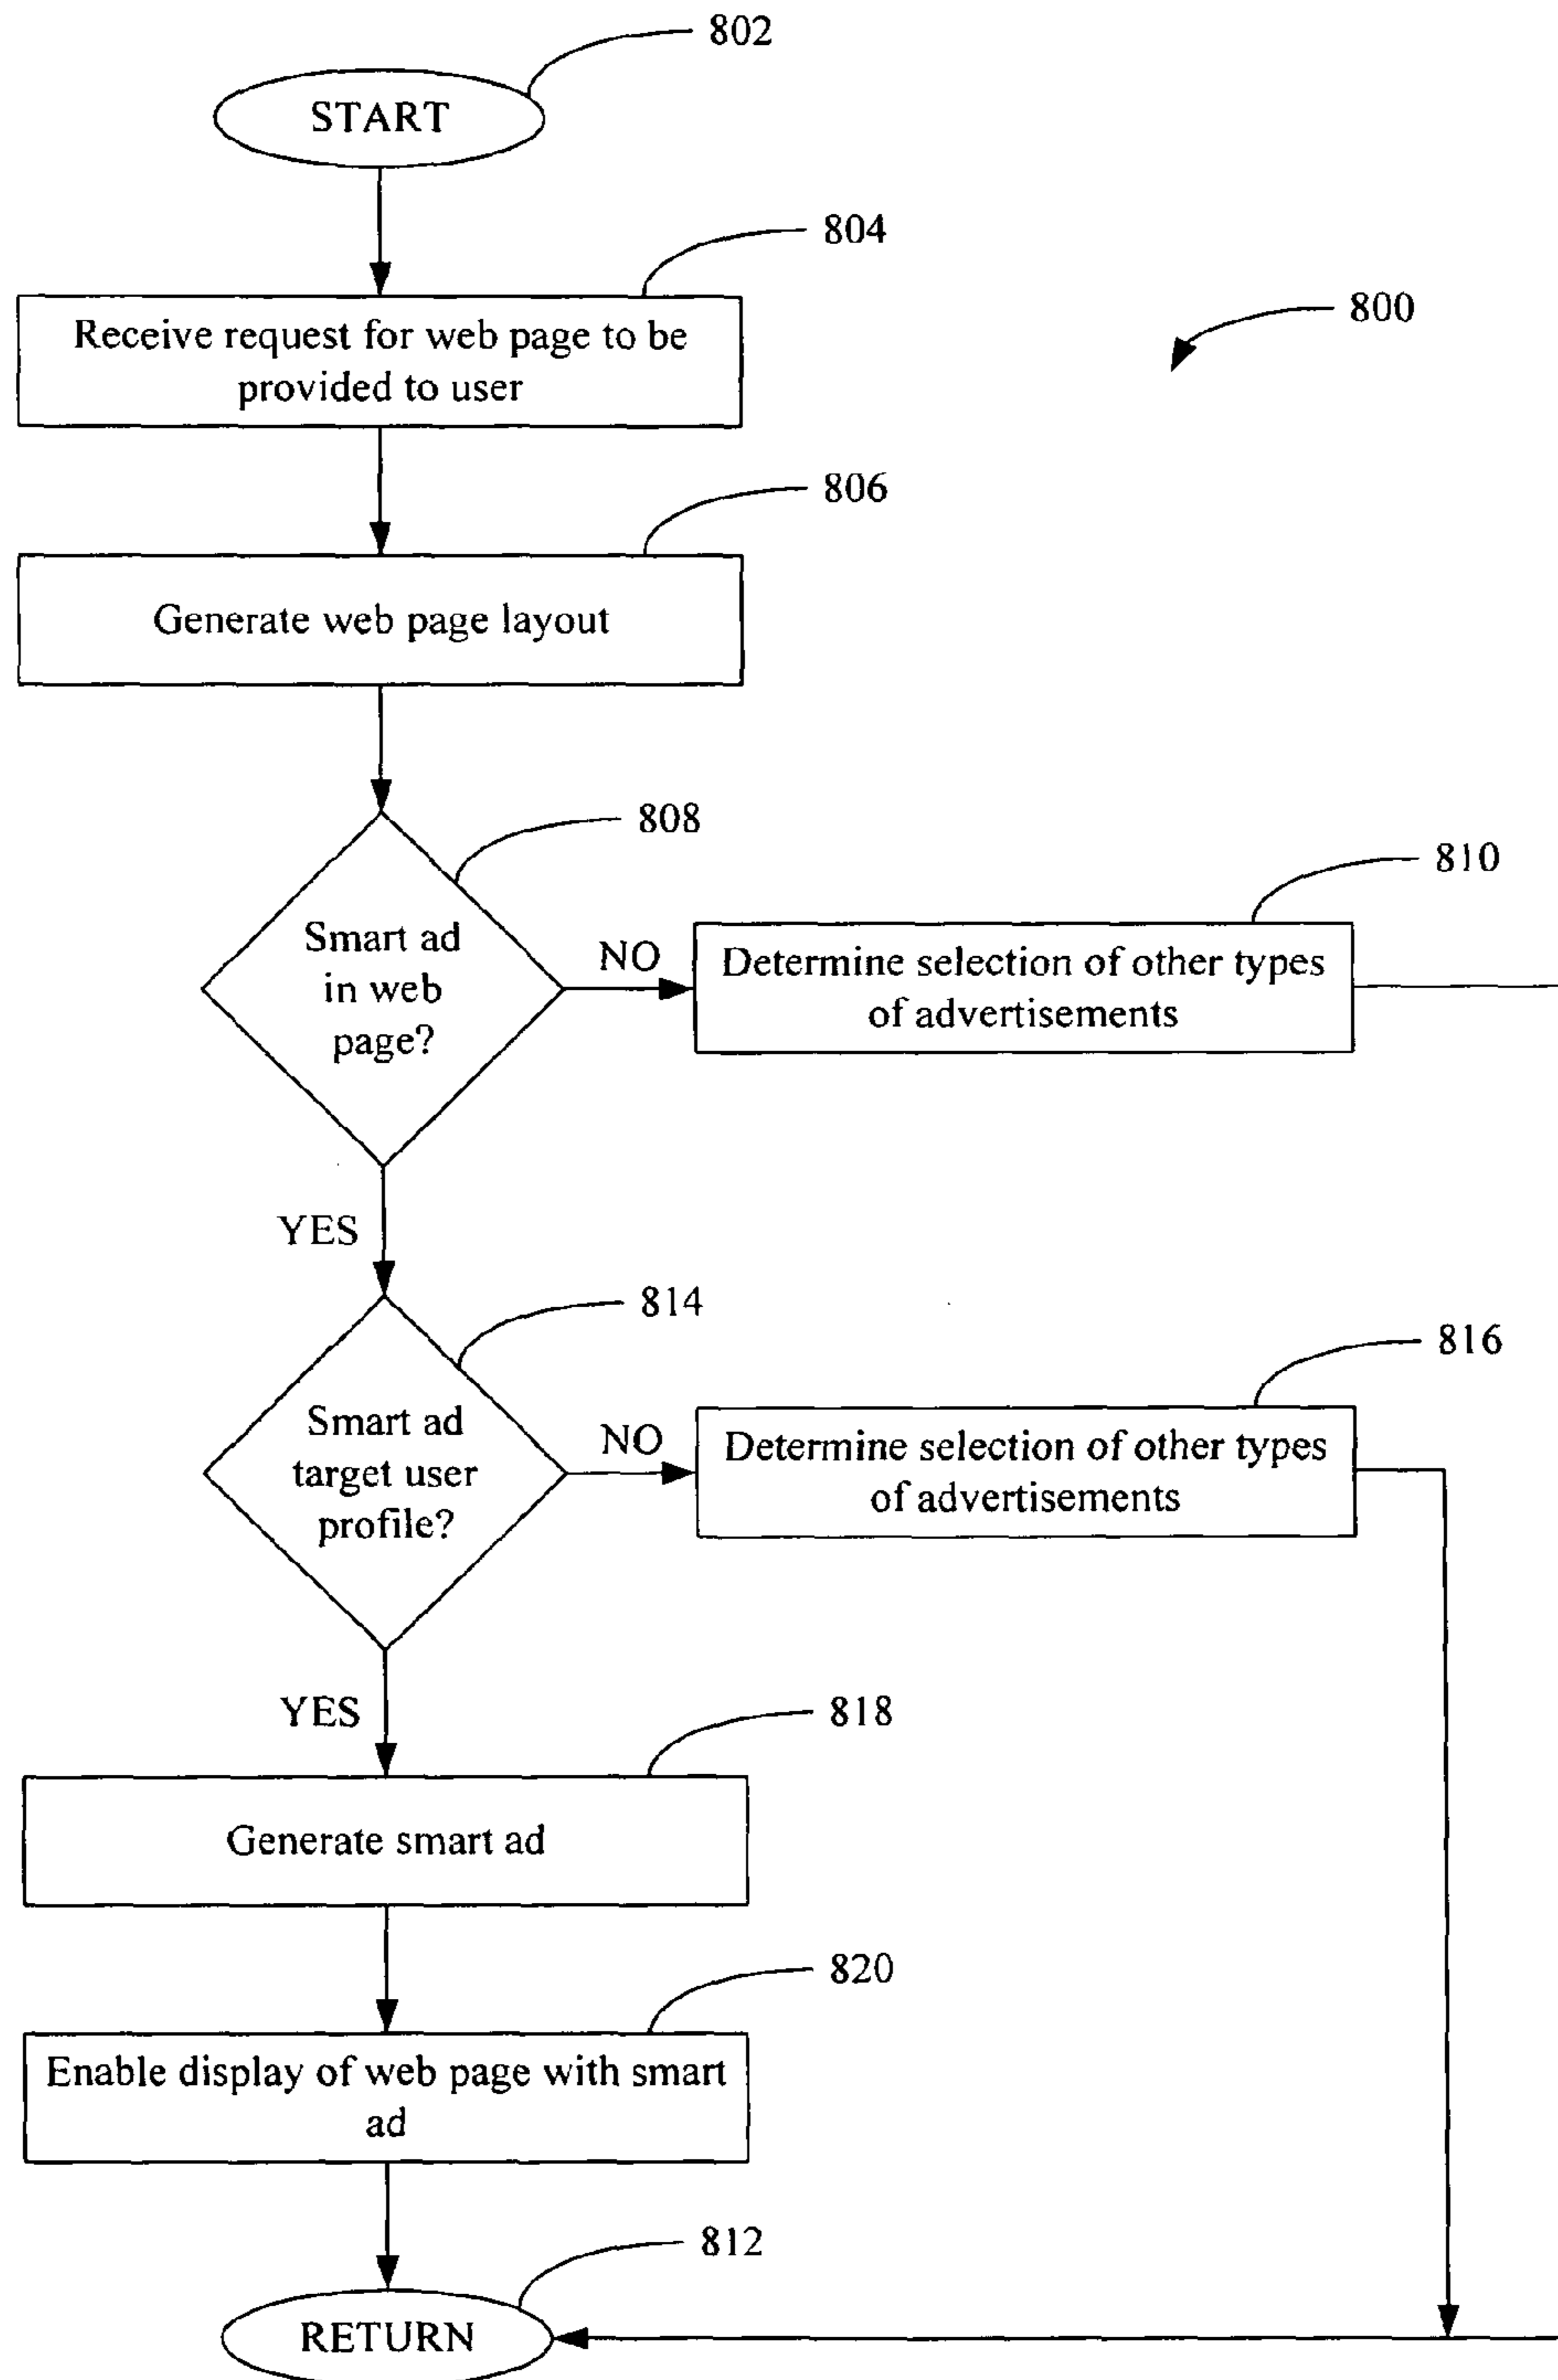 802
START
804
Receive request for web page to be
provided to user
800
806
Generate web page layout
808
Smart ad
in web
page?
NO
810
Determine selection of other types
of advertisements
YES
814
Smart ad
target user
profile?
NO
816
Determine selection of other types
of advertisements
YES
818
Generate smart ad
820
Enable display of web page with smart
ad
812
RETURN